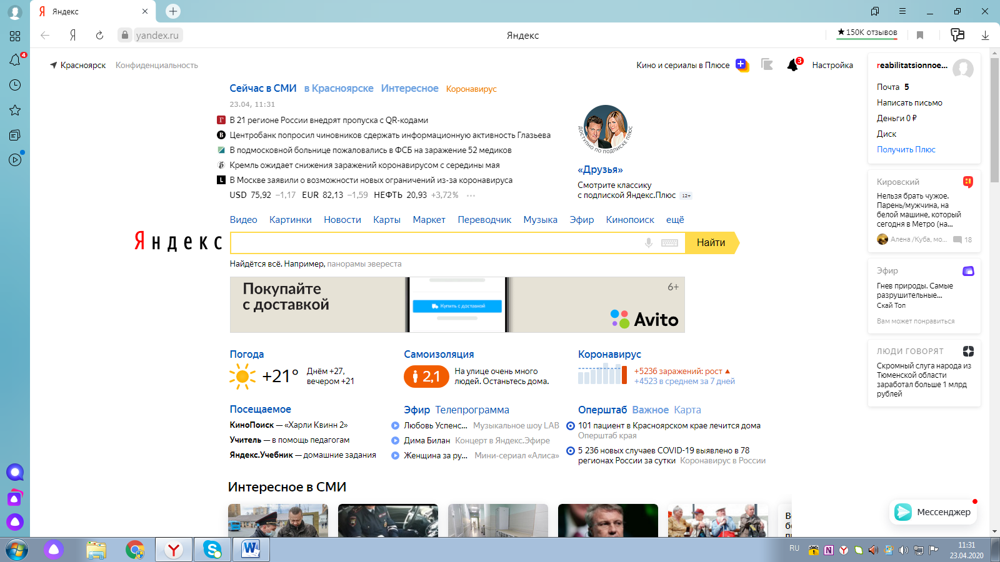 Яндекс
yandex.ru
Яндекс
★150К отзывов
4
Красноярск Конфиденциальность
Кино и сериалы в Плюсе
3
Настройка
Сейчас в СМИ в Красноярске Интересное Коронавирус
23.04, 11:31
В 21 регионе России внедрят пропуска с QR-кодами
Центробанк попросил чиновников сдержать информационную активность Глазьева
В подмосковной больнице пожаловались в ФСБ на заражение 52 медиков
Кремль ожидает снижения заражений коронавирусом с середины мая
В Москве заявили о возможности новых ограничений из-за коронавируса
USD 75,92 −1,17 EUR 82,13 −1,59 НЕФТЬ 20,93 +3,72% ···
ДОСТУПНО ПО ПОДПИСКЕ ПЛЮС
«Друзья»
Смотрите классику
с подпиской Яндекс.Плюс 12+
Видео Картинки Новости Карты Маркет Переводчик Музыка Эфир Кинопоиск ещё
Яндекс
Найти
Найдётся всё. Например, панорамы эвереста
Покупайте
с доставкой
Купить с доставкой
6+
Avito
Погода
+21°
Днём +27,
вечером +21
Самоизоляция
2,1
На улице очень много
людей. Останьтесь дома.
Коронавирус
+5236 заражений: рост ▲
+4523 в среднем за 7 дней
Посещаемое
КиноПоиск — «Харли Квинн 2»
Учитель — в помощь педагогам
Яндекс.Учебник — домашние задания
Эфир Телепрограмма
Любовь Успенс... Музыкальное шоу LAB
Дима Билан Концерт в Яндекс.Эфире
Женщина за ру... Мини-сериал «Алиса»
Оперштаб Важное Карта
101 пациент в Красноярском крае лечится дома
Оперштаб края
5 236 новых случаев COVID-19 выявлено в 78
регионах России за сутки Коронавирус в России
Интересное в СМИ
reabilitatsionnoe...
Почта 5
Написать письмо
Деньги 0 ₽
Диск
Получить Плюс
Кировский
Нельзя брать чужое.
Парень/мужчина, на
белой машине, который
сегодня в Метро (на...
Алена /Куба, мо... 18
Эфир
Гнев природы. Самые
разрушительные...
Скай Топ
Вам может понравиться
ЛЮДИ ГОВОРЯТ
Скромный слуга народа из
Тюменской области
заработал больше 1 млрд
рублей
Мессенджер
RU
11:31
23.04.2020